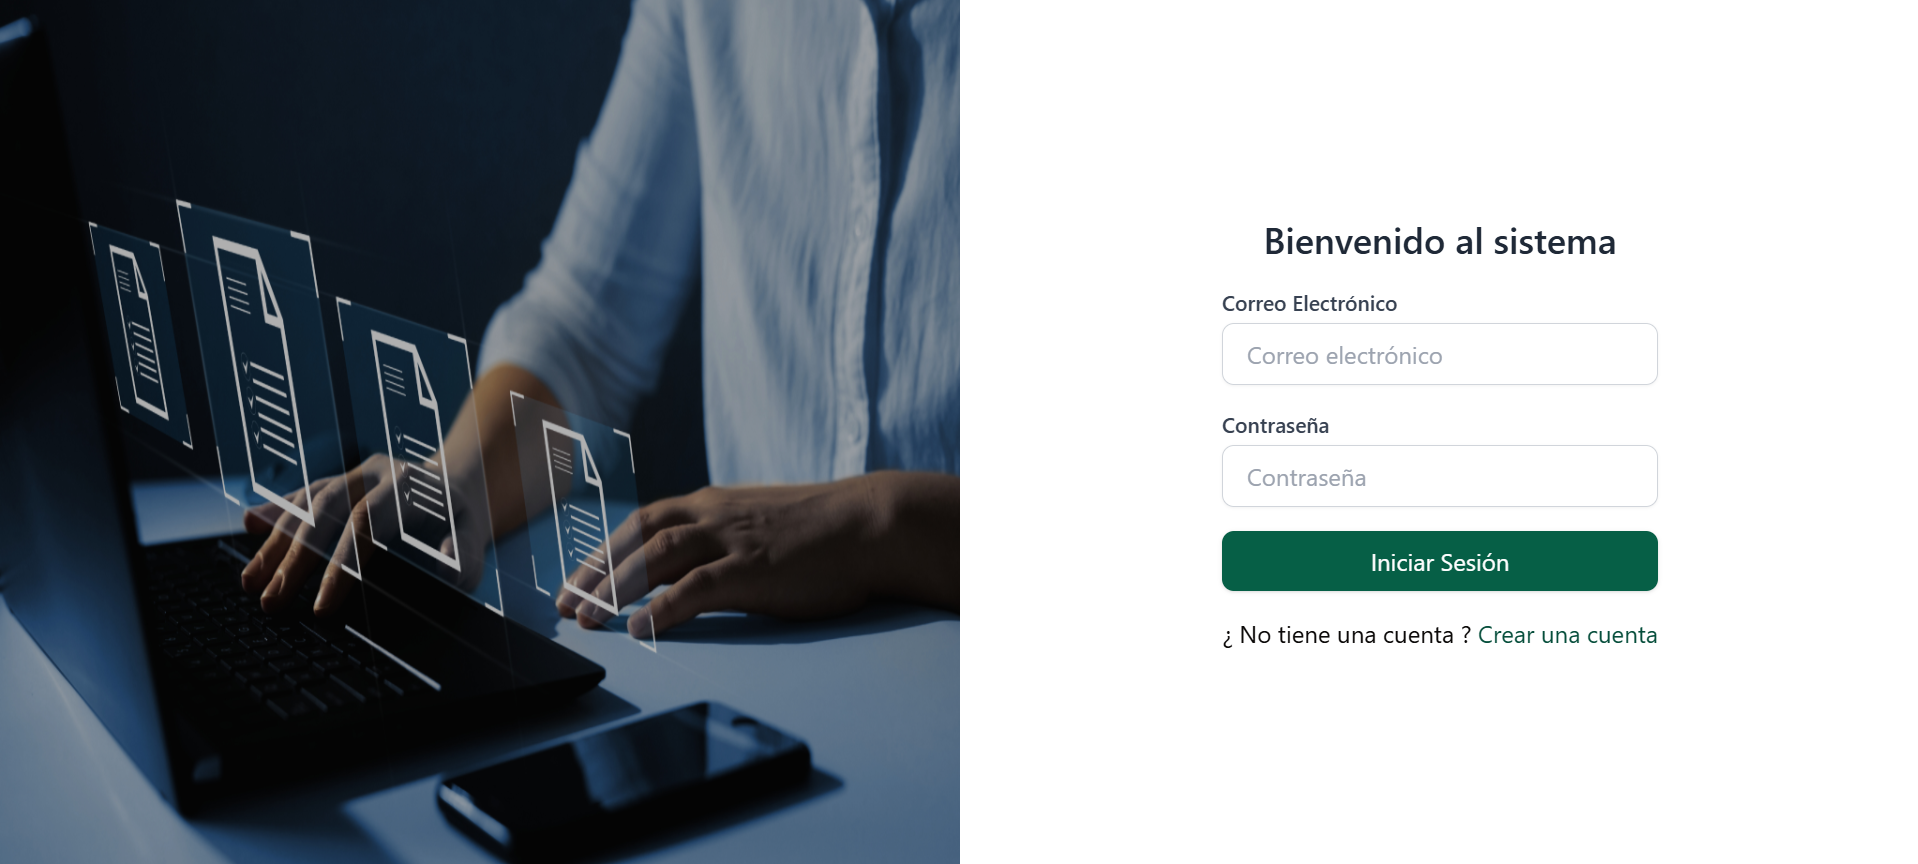 Bienvenido al sistema
Correo Electrónico
Correo electrónico
Contraseña
Contraseña
Iniciar Sesión
¿ No tiene una cuenta ? Crear una cuenta